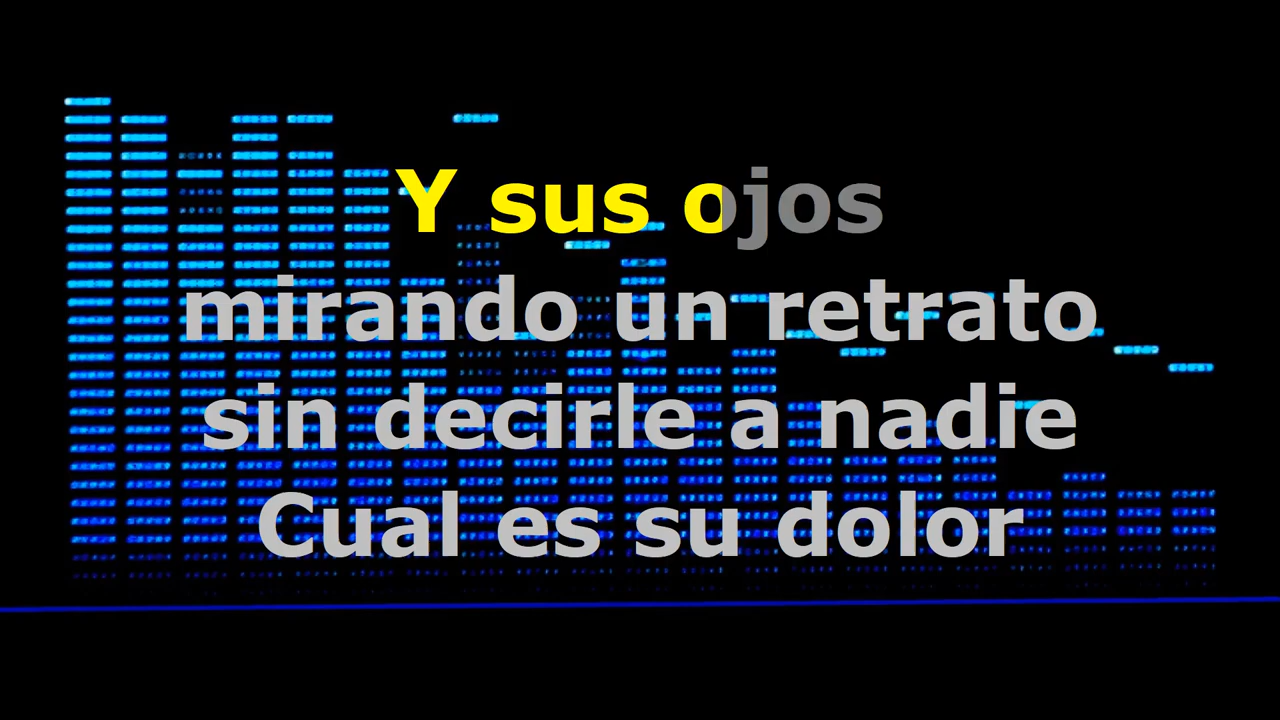 Y sus ojos
mirando un retrato
sin decirle a nadie
Cual es su dolor